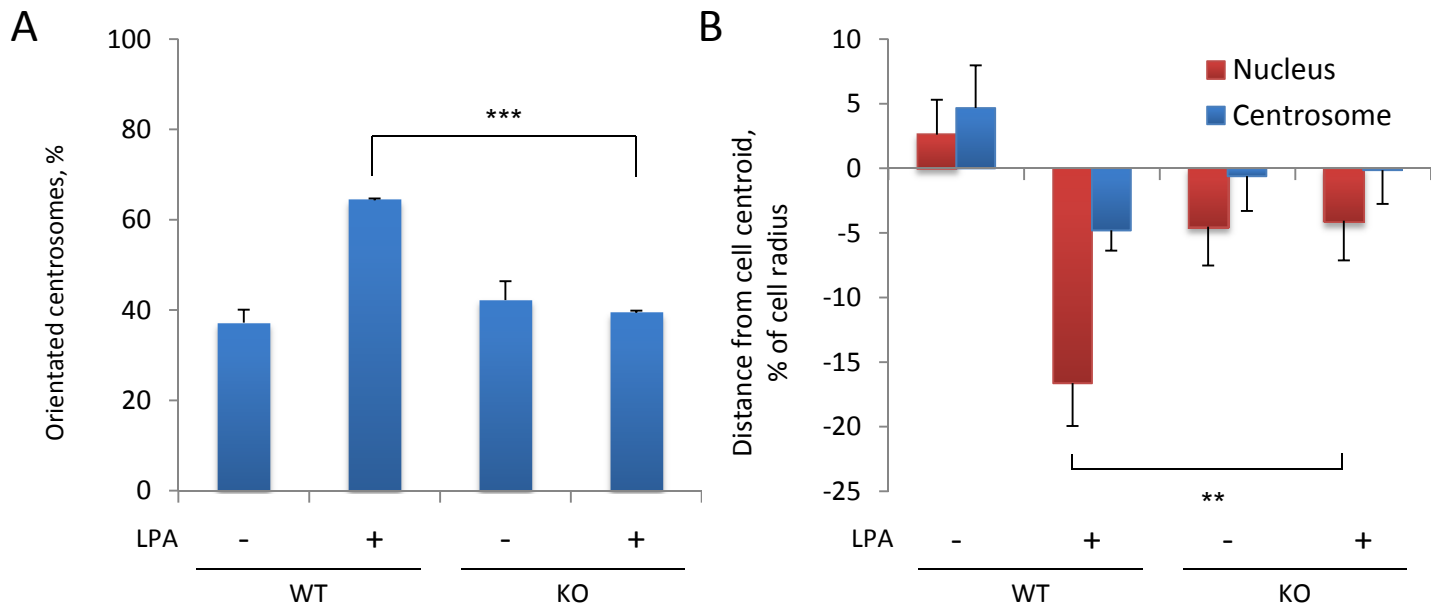 A
Orientated centrosomes, %
100
80
60
40
20
0
***
LPA - + - +
WT KO
B
Distance from cell centroid,
% of cell radius
10
5
0
-5
-10
-15
-20
-25
Nucleus
Centrosome
**
LPA - + - +
WT KO